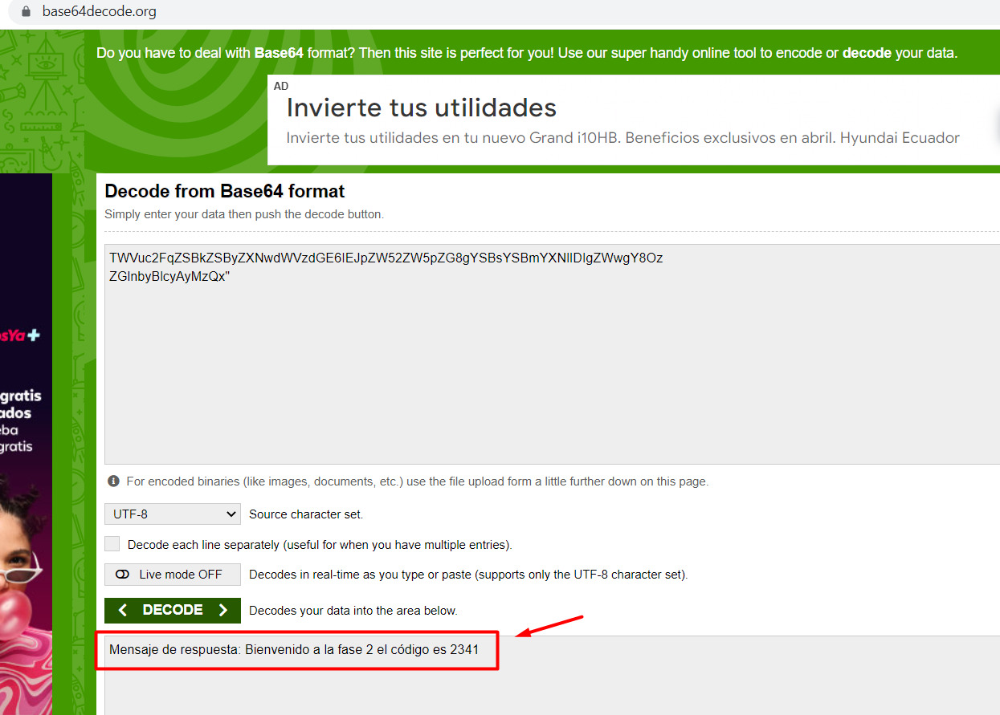 base64decode.org
Do you have to deal with Base64 format? Then this site is perfect for you! Use our super handy online tool to encode or decode your data.
AD
Invierte tus utilidades
Invierte tus utilidades en tu nuevo Grand i10HB. Beneficios exclusivos en abril. Hyundai Ecuador
Decode from Base64 format
Simply enter your data then push the decode button.
TWVuc2FqZSBkZSByZXNwdWVzdGE6IEJpZW52ZW5pZG8gYSBsYSBmYXNlIDIgZWwgY8Oz
ZGlnbyBlcyAyMzQx"
sYa+
gratis
ados
eba
gratis
For encoded binaries (like images, documents, etc.) use the file upload form a little further down on this page.
UTF-8 Source character set.
Decode each line separately (useful for when you have multiple entries).
Live mode OFF Decodes in real-time as you type or paste (supports only the UTF-8 character set).
< DECODE > Decodes your data into the area below.
Mensaje de respuesta: Bienvenido a la fase 2 el código es 2341